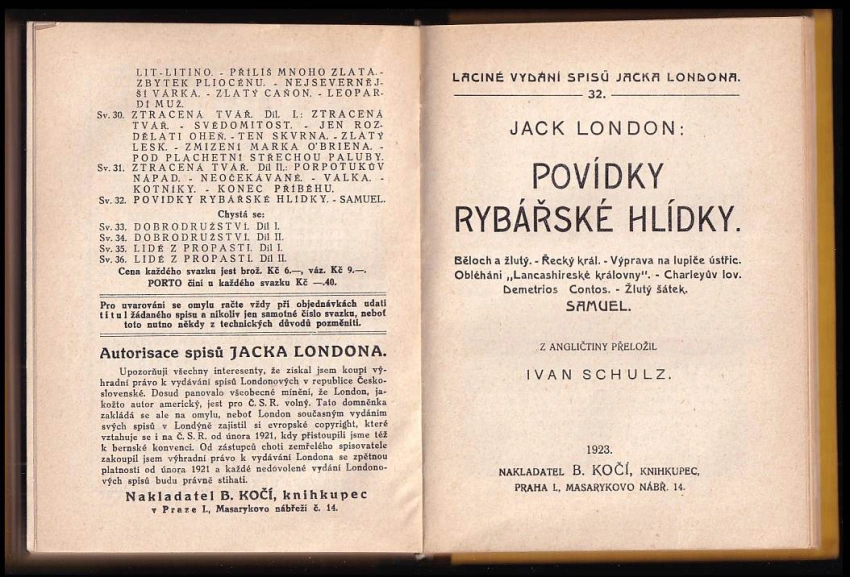 LIT-LITINO. - PŘÍLIŠ MNOHO ZLATA.-
ZBYTEK PLIOCÉNU. - NEJSEVERNĚJ-
ŠÍ VÁRKA. - ZLATÝ CAŇON. - LEOPAR-
DÍ MUŽ.
Sv. 30. ZTRACENÁ TVÁŘ. Díl. I.: ZTRACENÁ
TVÁŘ. - SVĚDOMITOST. - JEN ROZ-
DĚLATI OHEŇ. - TEN SKVRNA. - ZLATÝ
LESK. - ZMIZENÍ MARKA O'BRIENA. -
POD PLACHETNÍ STŘECHOU PALUBY.
Sv. 31. ZTRACENÁ TVÁŘ. Díl II.: PORPOTUKŮV
NÁPAD. - NEOČEKÁVANÉ. - VÁLKA. -
KOTNÍKY. - KONEC PŘÍBĚHU.
Sv. 32. POVÍDKY RYBÁŘSKÉ HLÍDKY. - SAMUEL.
Chystá se:
Sv. 33. DOBRODRUŽSTVÍ. Díl I.
Sv. 34. DOBRODRUŽSTVÍ. Díl II.
Sv. 35. LIDÉ Z PROPASTI. Díl I.
Sv. 36. LIDÉ Z PROPASTI. Díl II.
Cena každého svazku jest brož. Kč 6.—, váz. Kč 9.—.
PORTO činí u každého svazku Kč —.40.
Pro uvarování se omylu račte vždy při objednávkách udati
titul žádaného spisu a nikoliv jen samotné číslo svazku, neboť
toto nutno někdy z technických důvodů pozměniti.
Autorisace spisů JACKA LONDONA.
Upozorňuji všechny interesenty, že získal jsem koupí vý-
hradní právo k vydávání spisů Londonových v republice Česko-
slovenské. Dosud panovalo všeobecné mínění, že London, ja-
kožto autor americký, jest pro Č. S. R. volný. Tato domněnka
zakládá se ale na omylu, neboť London současným vydáním
svých spisů v Londýně zajistil si evropské copyright, které
vztahuje se i na Č. S. R. od února 1921, kdy přistoupili jsme též
k bernské konvenci. Od zástupců choti zemřelého spisovatele
zakoupil jsem výhradní právo k vydávání Londona se zpětnou
platností od února 1921 a každé nedovolené vydání Londono-
vých spisů budu právně stihati.
Nakladatel B. KOČÍ, knihkupec
v Praze I., Masarykovo nábřeží č. 14.
LACINÉ VYDÁNÍ SPISŮ JACKA LONDONA.
32.
JACK LONDON:
POVÍDKY
RYBÁŘSKÉ HLÍDKY.
Běloch a žlutý. - Řecký král. - Výprava na lupiče ústřic.
Obléhání „Lancashireské královny". - Charleyův lov.
Demetrios Contos. - Žlutý šátek.
SAMUEL.
Z ANGLIČTINY PŘELOŽIL
IVAN SCHULZ.
1923.
NAKLADATEL B. KOČÍ, KNIHKUPEC,
PRAHA I., MASARYKOVO NÁBŘ. 14.